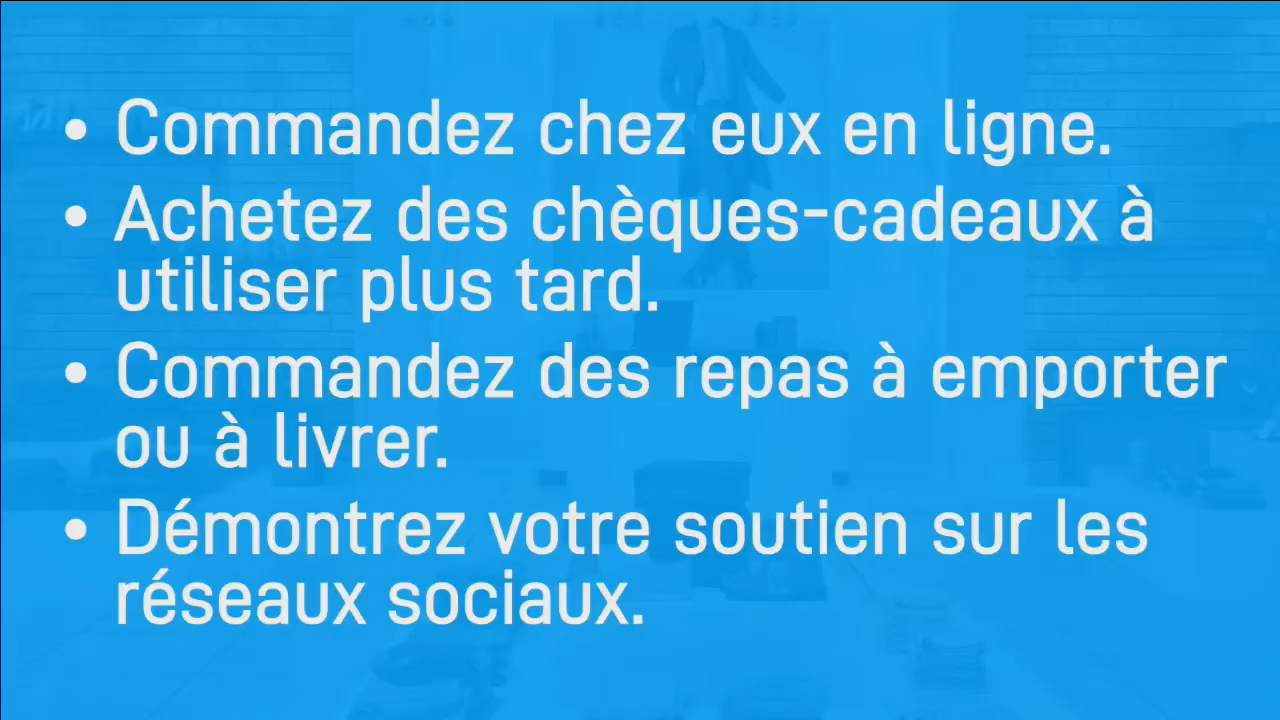 • Commandez chez eux en ligne.
• Achetez des chèques-cadeaux à
utiliser plus tard.
• Commandez des repas à emporter
ou à livrer.
• Démontrez votre soutien sur les
réseaux sociaux.